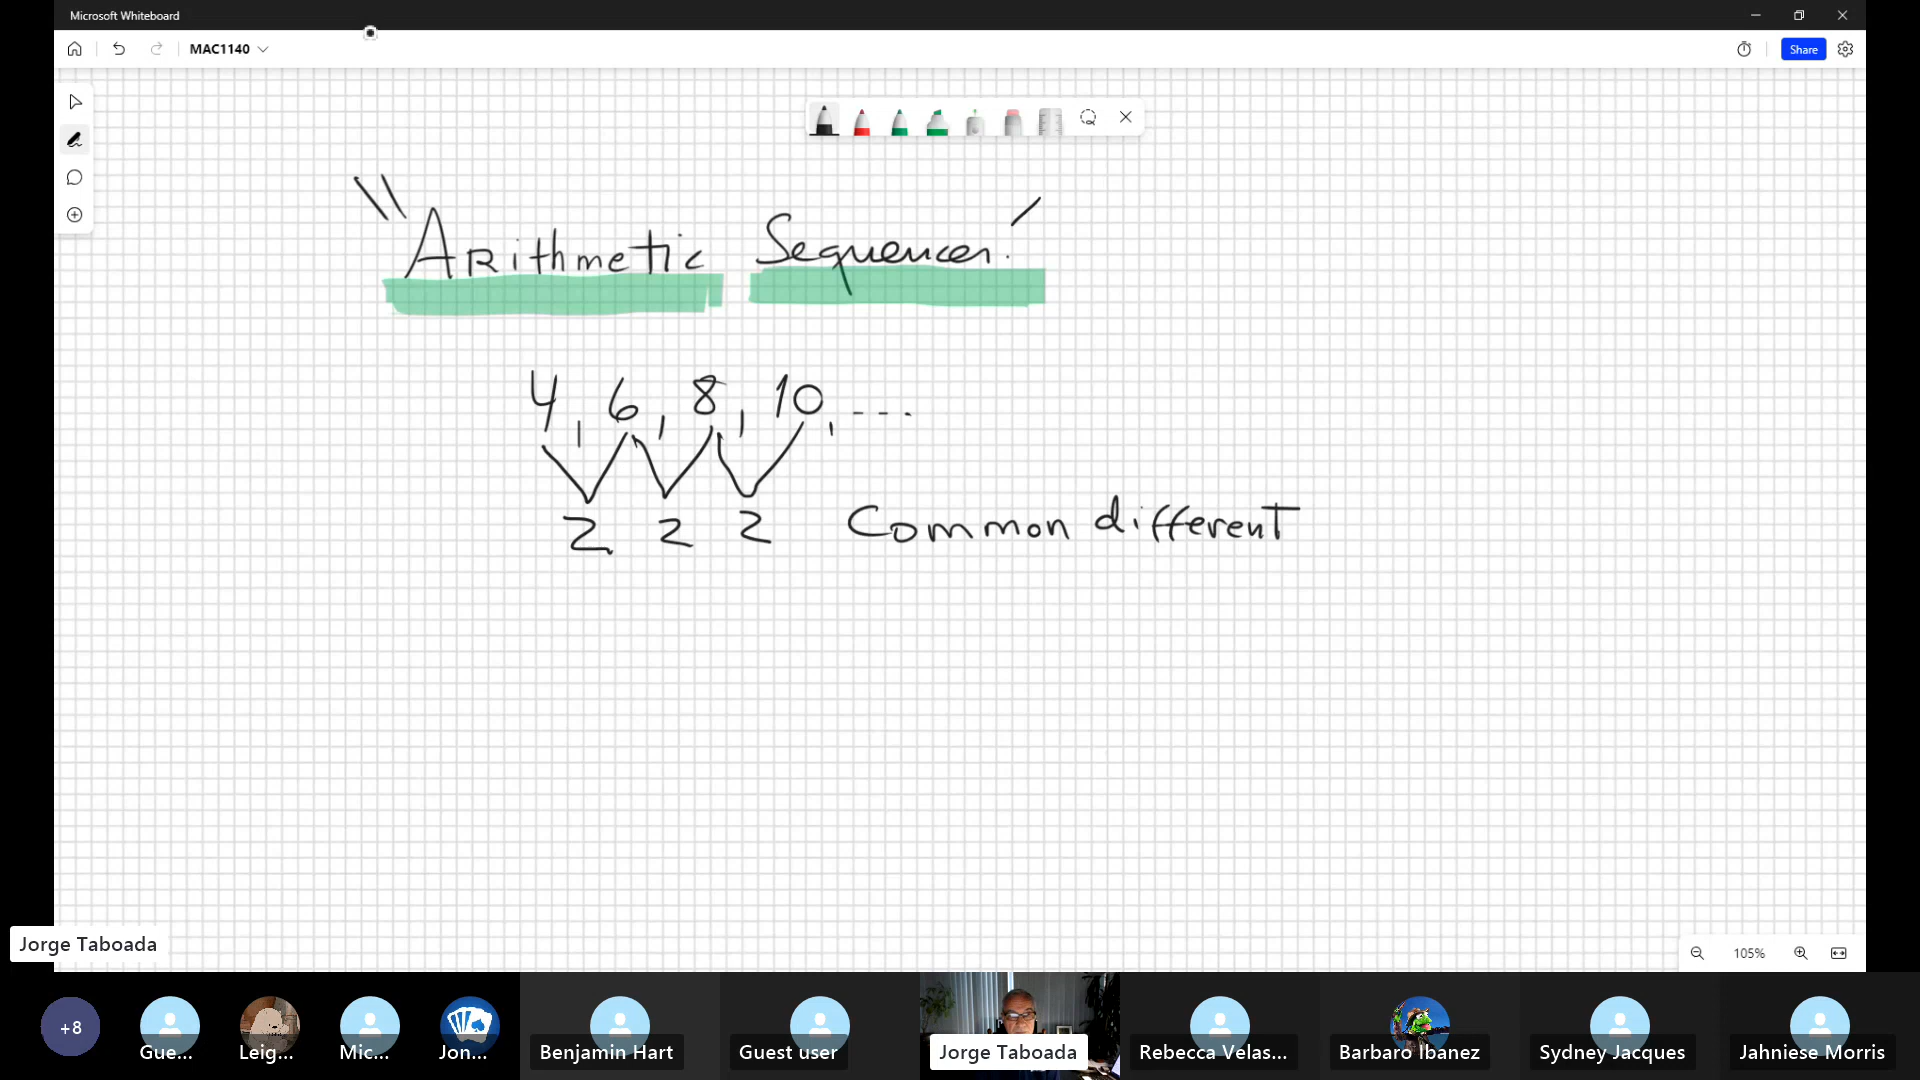 Microsoft Whiteboard
MAC1140
Share
"Arithmetic Sequences.'
4, 6, 8, 10, ---
2 2 2 Common different
Jorge Taboada
105%
+8
Gue...
Leig...
Mic...
Jon...
Benjamin Hart
Guest user
Jorge Taboada
Rebecca Velas...
Barbaro Ibanez
Sydney Jacques
Jahniese Morris